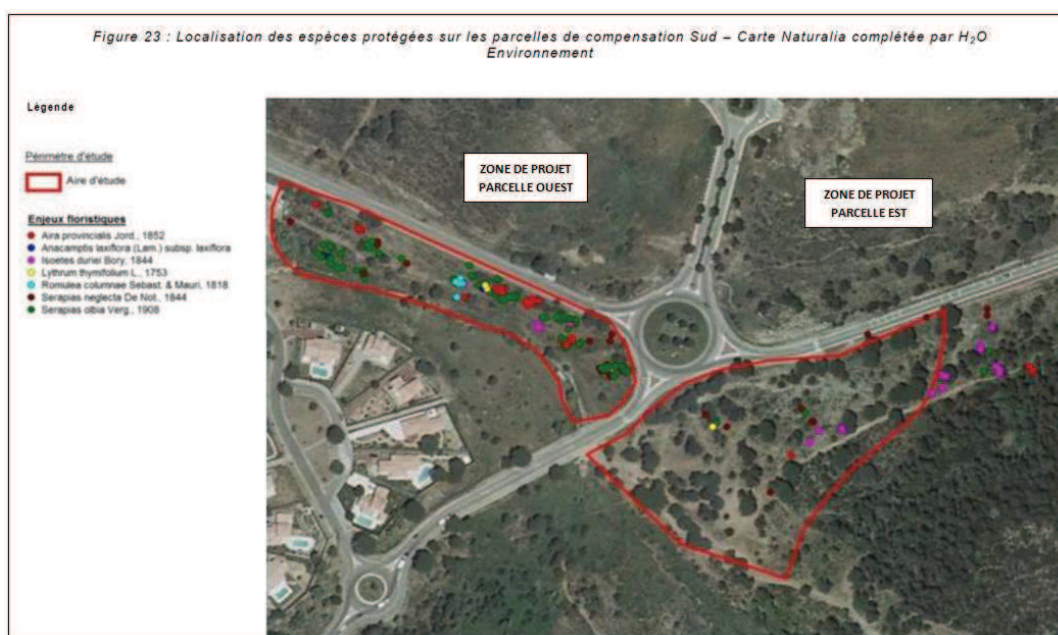 Figure 23 : Localisation des espèces protégées sur les parcelles de compensation Sud – Carte Naturalia complétée par H₂O
Environnement
Légende
Périmètre d'étude
Aire d'étude
Enjeux floristiques
Aira provincialis Jord., 1852
Anacamptis laxiflora (Lam.) subsp. laxiflora
Isoetes duriei Bory, 1844
Lythrum thymifolium L., 1753
Romulea columnae Sebast. & Mauri, 1818
Serapias neglecta De Not., 1844
Serapias olbia Verg., 1908
ZONE DE PROJET
PARCELLE OUEST
ZONE DE PROJET
PARCELLE EST